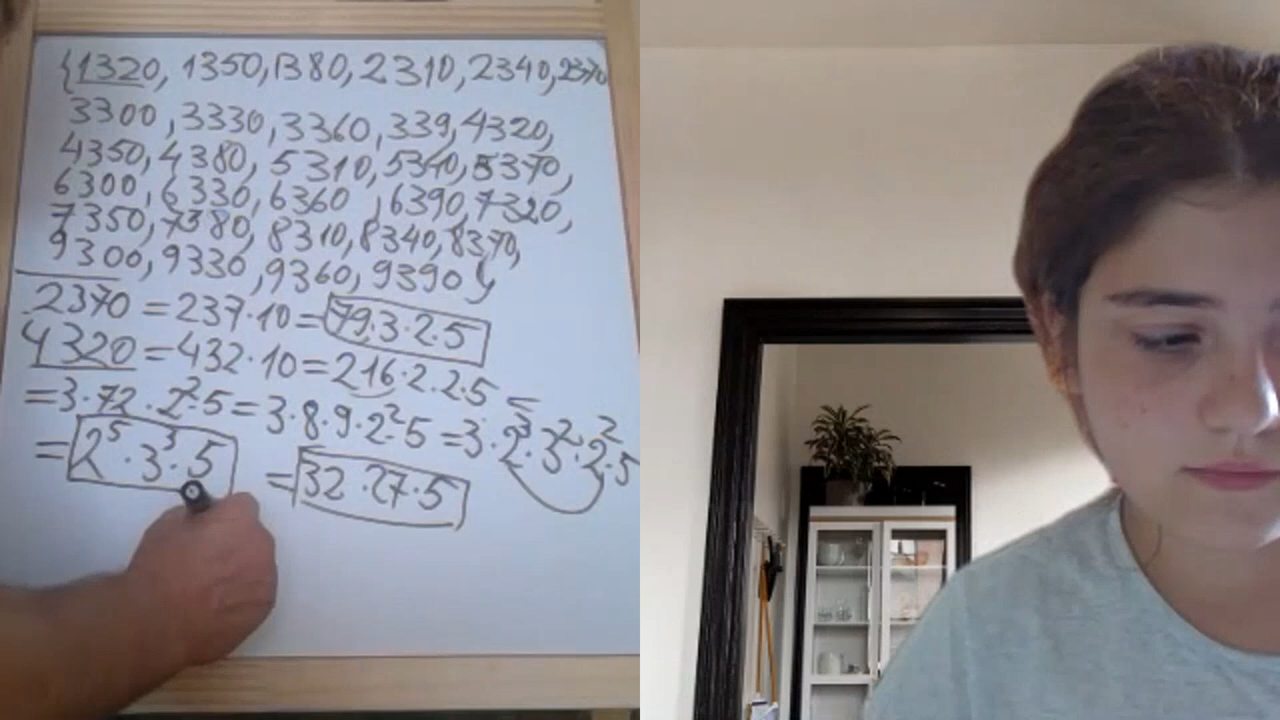 {1320, 1350, 1380, 2310, 2340, 2370
3300, 3330, 3360, 339, 4320,
4350, 4380, 5310, 5340, 5370,
6300, 6330, 6360, 6390, 7320,
7350, 7380, 8310, 8340, 8370,
9300, 9330, 9360, 9390}
2370 = 237·10 = 79·3·2·5
4320 = 432·10 = 216·2·2·5 =
= 3·72·2²·5 = 3·8·9·2²·5 = 3·2³·3²·2²·5
= 2⁵·3³·5 = 32·27·5